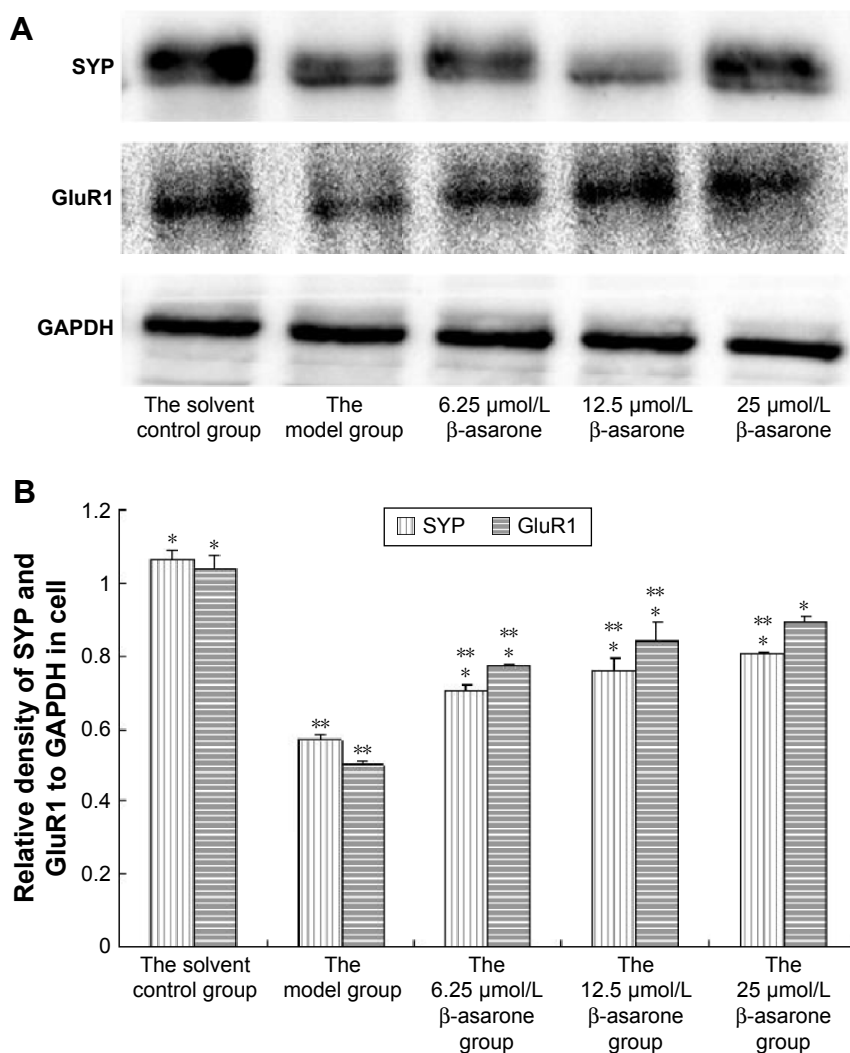 A
SYP
GluR1
GAPDH
The solvent
control group
The
model group
6.25 µmol/L
β-asarone
12.5 µmol/L
β-asarone
25 µmol/L
β-asarone
B
Relative density of SYP and
GluR1 to GAPDH in cell
1.2
1
0.8
0.6
0.4
0.2
0
SYP
GluR1
*
*
**
**
**
*
**
*
**
*
**
*
**
*
*
The solvent
control group
The
model group
The
6.25 µmol/L
β-asarone
group
The
12.5 µmol/L
β-asarone
group
The
25 µmol/L
β-asarone
group